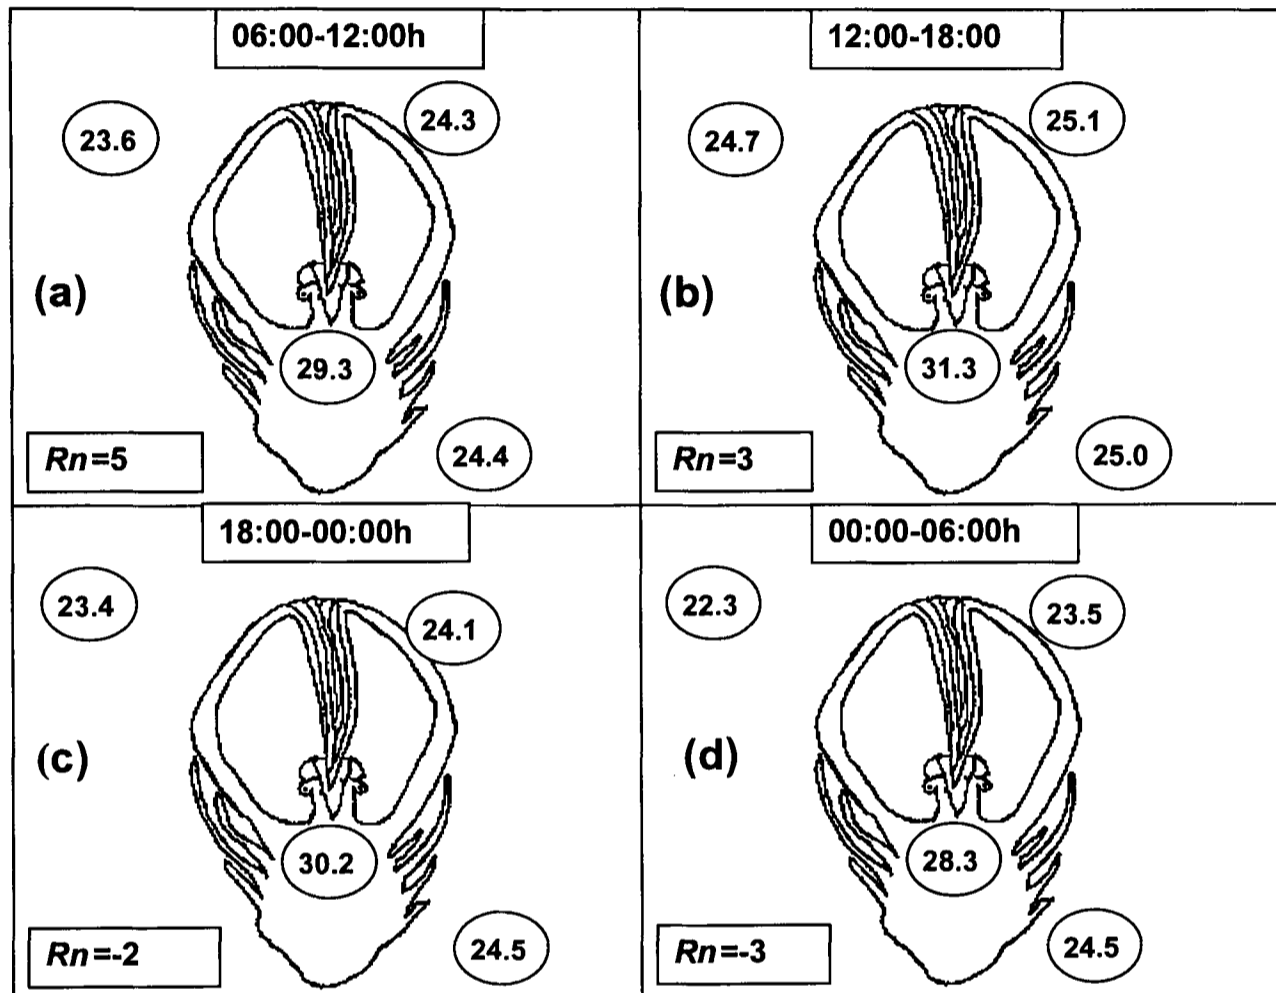 06:00-12:00h
23.6
24.3
(a)
29.3
Rn=5
24.4
12:00-18:00
24.7
25.1
(b)
31.3
Rn=3
25.0
18:00-00:00h
23.4
24.1
(c)
30.2
Rn=-2
24.5
00:00-06:00h
22.3
23.5
(d)
28.3
Rn=-3
24.5